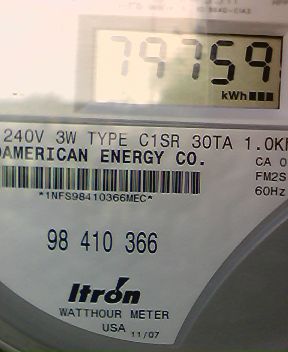 79759
kWh
240V 3W TYPE C1SR 30TA 1.0
AMERICAN ENERGY CO.
CA 0
FM2S
*1NFS98410366MEC*
60Hz
98 410 366
Itron
WATTHOUR METER
USA 11/07